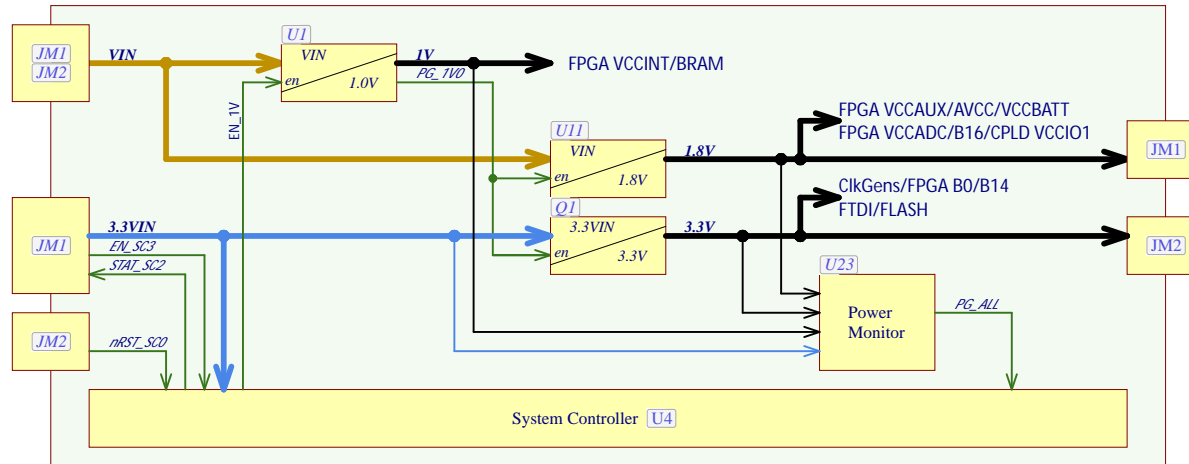 JM1
JM2
VIN
U1
VIN
en
1.0V
1V
PG_1V0
FPGA VCCINT/BRAM
EN_1V
U11
VIN
en
1.8V
1.8V
FPGA VCCAUX/AVCC/VCCBATT
FPGA VCCADC/B16/CPLD VCCIO1
JM1
JM1
3.3VIN
EN_SC3
STAT_SC2
Q1
3.3VIN
en
3.3V
3.3V
ClkGens/FPGA B0/B14
FTDI/FLASH
JM2
U23
Power
Monitor
PG_ALL
JM2
nRST_SC0
System Controller U4